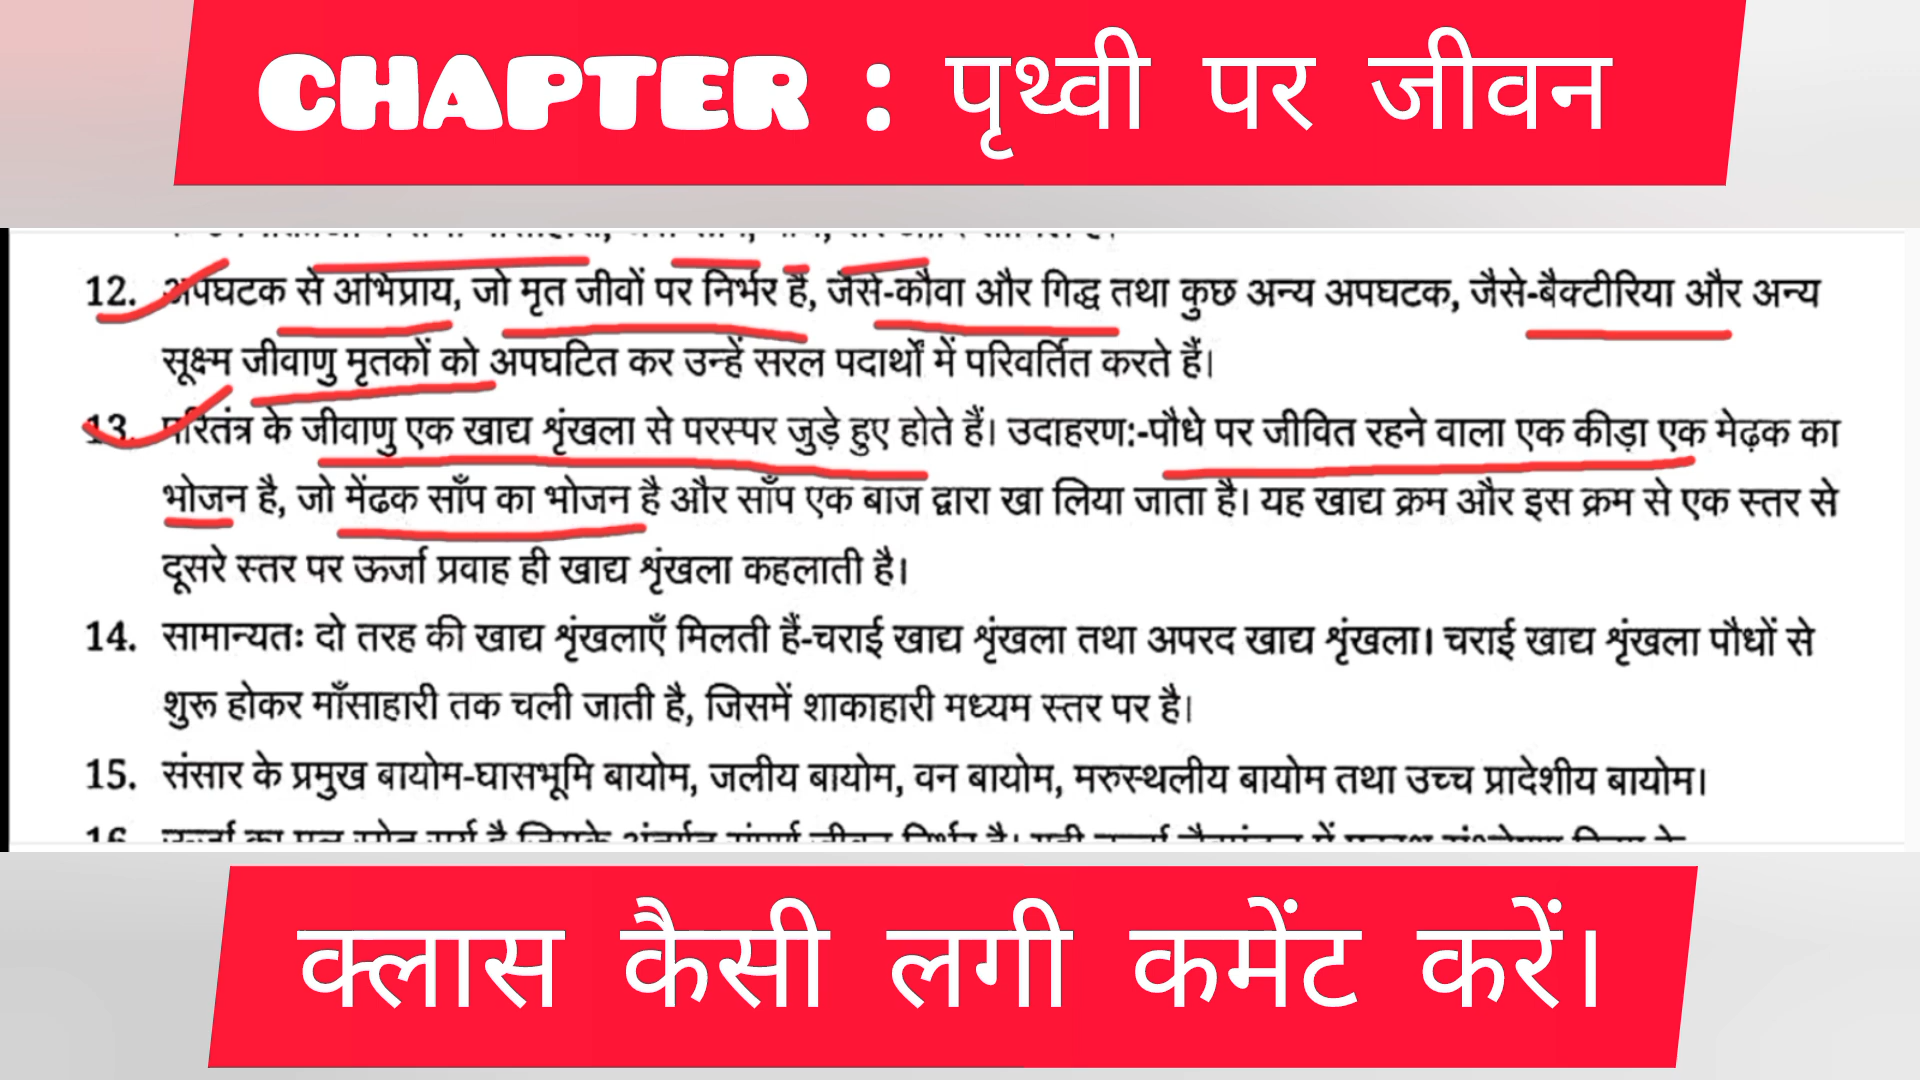 CHAPTER : पृथ्वी पर जीवन
12. अपघटक से अभिप्राय, जो मृत जीवों पर निर्भर हैं, जैसे-कौवा और गिद्ध तथा कुछ अन्य अपघटक, जैसे-बैक्टीरिया और अन्य
सूक्ष्म जीवाणु मृतकों को अपघटित कर उन्हें सरल पदार्थों में परिवर्तित करते हैं।
13. परितंत्र के जीवाणु एक खाद्य शृंखला से परस्पर जुड़े हुए होते हैं। उदाहरण:-पौधे पर जीवित रहने वाला एक कीड़ा एक मेढ़क का
भोजन है, जो मेंढक साँप का भोजन है और साँप एक बाज द्वारा खा लिया जाता है। यह खाद्य क्रम और इस क्रम से एक स्तर से
दूसरे स्तर पर ऊर्जा प्रवाह ही खाद्य शृंखला कहलाती है।
14. सामान्यतः दो तरह की खाद्य शृंखलाएँ मिलती हैं-चराई खाद्य शृंखला तथा अपरद खाद्य शृंखला। चराई खाद्य शृंखला पौधों से
शुरू होकर माँसाहारी तक चली जाती है, जिसमें शाकाहारी मध्यम स्तर पर है।
15. संसार के प्रमुख बायोम-घासभूमि बायोम, जलीय बायोम, वन बायोम, मरुस्थलीय बायोम तथा उच्च प्रादेशीय बायोम।
क्लास कैसी लगी कमेंट करें।